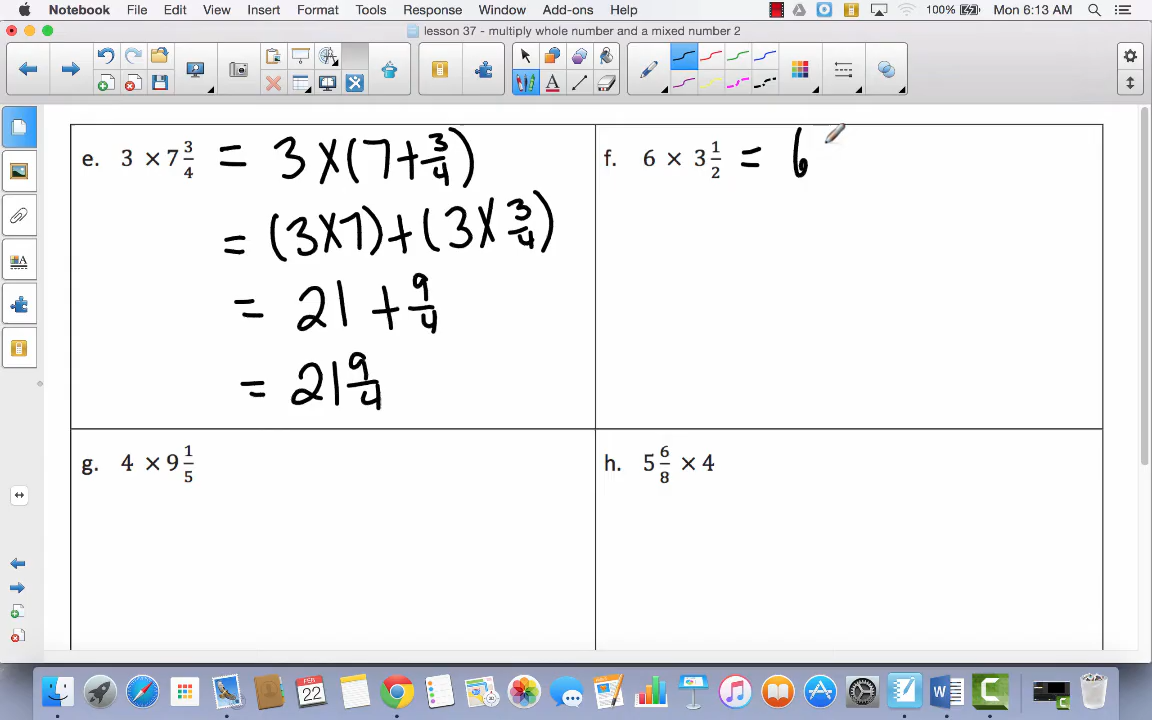 Notebook File Edit View Insert Format Tools Response Window Add-ons Help 100% Mon 6:13 AM
lesson 37 - multiply whole number and a mixed number 2
e. 3 × 7 3/4 = 3 × (7 + 3/4)
= (3 × 7) + (3 × 3/4)
= 21 + 9/4
= 21 9/4
f. 6 × 3 1/2 = 6
g. 4 × 9 1/5
h. 5 6/8 × 4
FEB
22